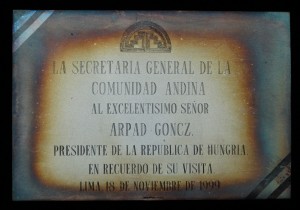 LA SECRETARIA GENERAL DE LA
COMUNIDAD ANDINA
AL EXCELENTISIMO SEÑOR
ARPAD GONCZ.
PRESIDENTE DE LA REPUBLICA DE HUNGRIA.
EN RECUERDO DE SU VISITA
LIMA 18 DE NOVIEMBRE DE 1999